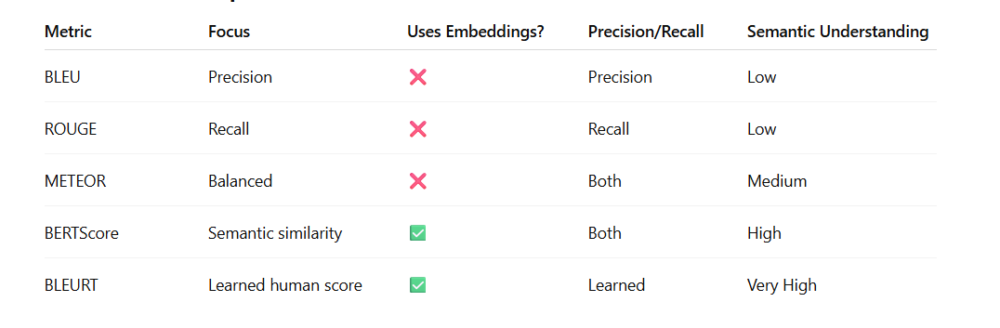 Metric Focus Uses Embeddings? Precision/Recall Semantic Understanding
BLEU Precision ❌ Precision Low
ROUGE Recall ❌ Recall Low
METEOR Balanced ❌ Both Medium
BERTScore Semantic similarity ✅ Both High
BLEURT Learned human score ✅ Learned Very High